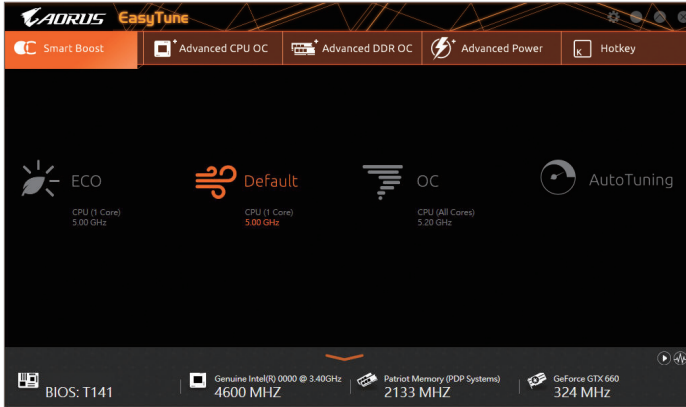 AORUS EasyTune
Smart Boost
Advanced CPU OC
Advanced DDR OC
Advanced Power
K
Hotkey
ECO
CPU (1 Core)
5.00 GHz
Default
CPU (1 Core)
5.00 GHz
OC
CPU (All Cores)
5.20 GHz
AutoTuning
BIOS: T141
Genuine Intel(R) 0000 @ 3.40GHz
4600 MHZ
Patriot Memory (PDP Systems)
2133 MHZ
GeForce GTX 660
324 MHz